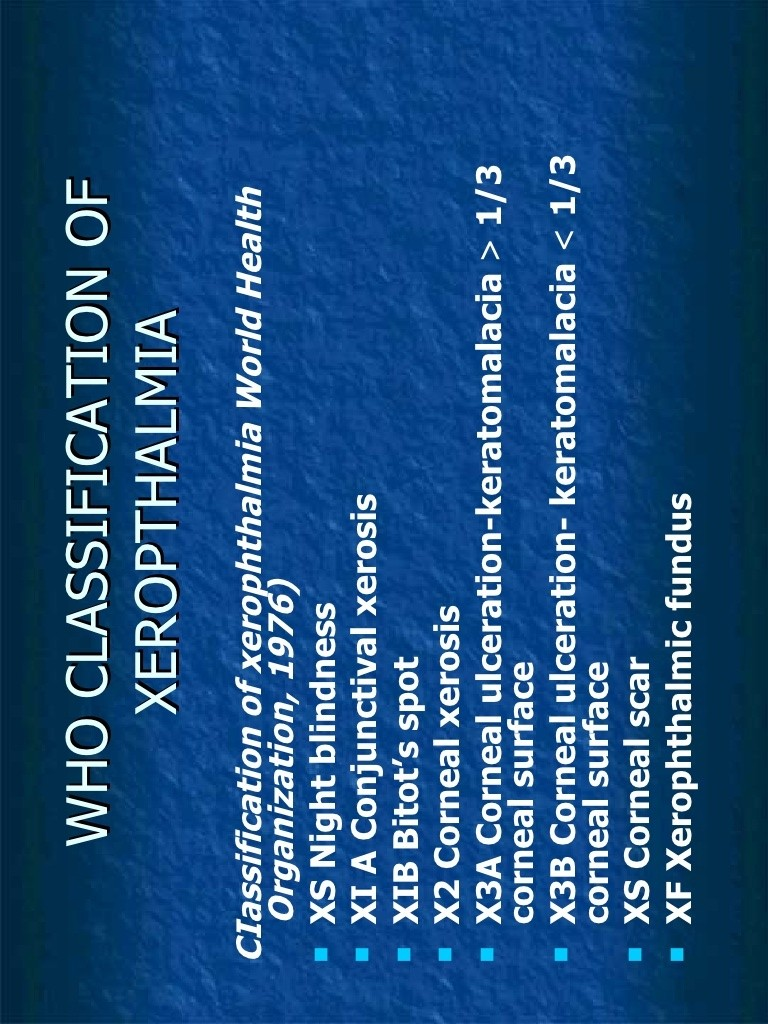 WHO CLASSIFICATION OF
XEROPTHALMIA
CIassification of xerophthalmia World Health
Organization, 1976)
XS Night blindness
XI A Conjunctival xerosis
XIB Bitot’s spot
X2 Corneal xerosis
X3A Corneal ulceration-keratomalacia > 1/3
corneal surface
X3B Corneal ulceration- keratomalacia < 1/3
corneal surface
XS Corneal scar
XF Xerophthalmic fundus